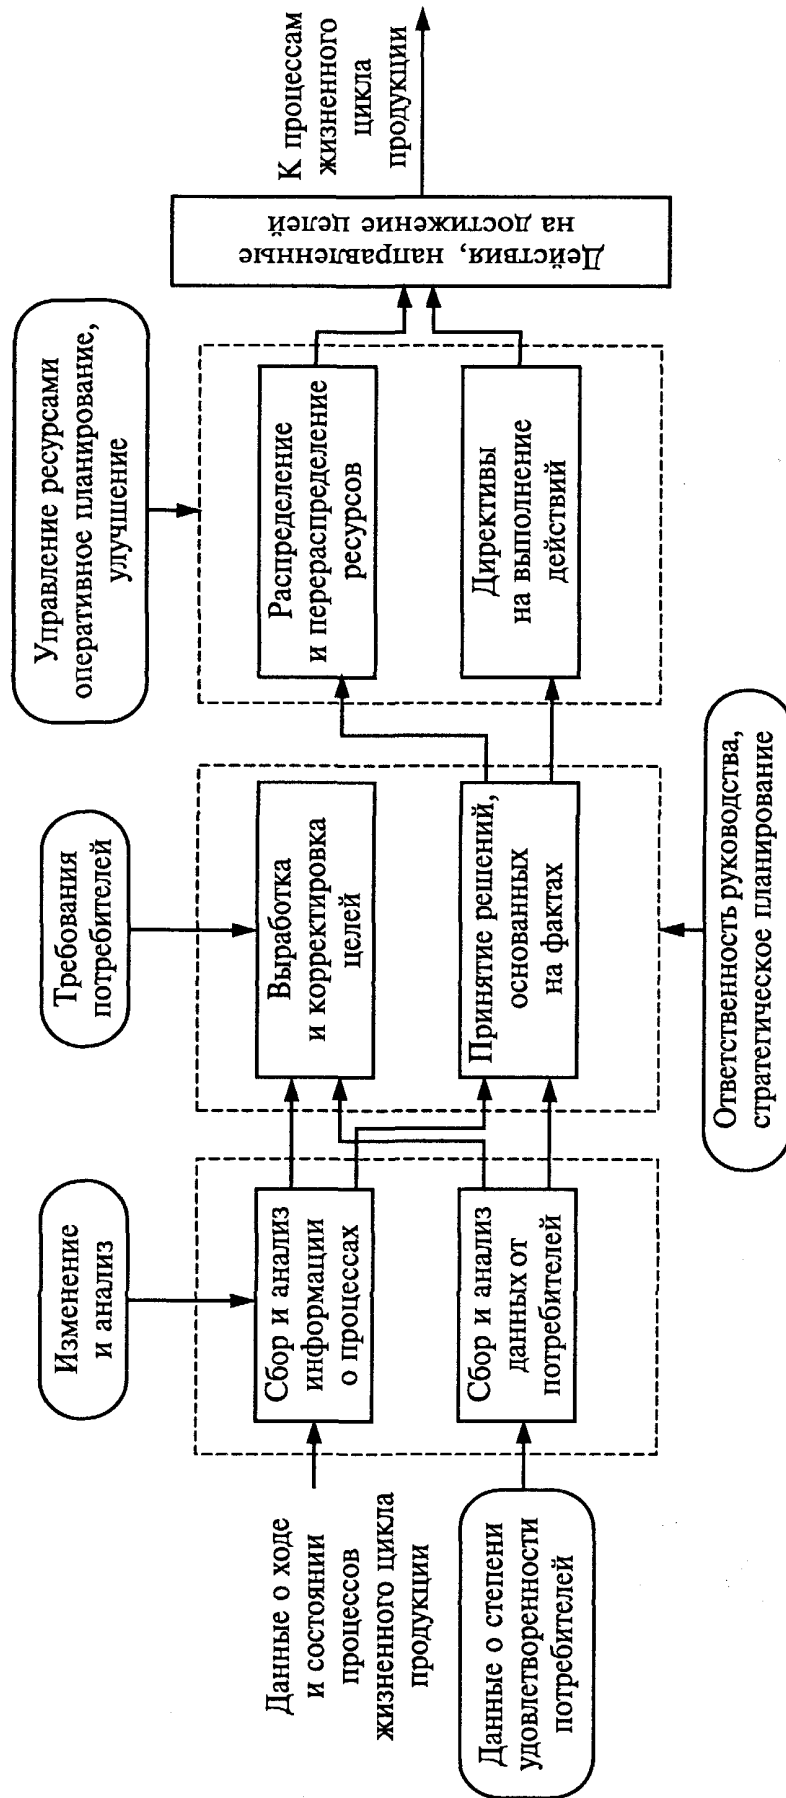 Данные о ходе
и состоянии
процессов
жизненного цикла
продукции
Данные о степени
удовлетворенности
потребителей
Изменение
и анализ
Сбор и анализ
информации
о процессах
Сбор и анализ
данных от
потребителей
Требования
потребителей
Выработка
и корректировка
целей
Принятие решений,
основанных
на фактах
Ответственность руководства,
стратегическое планирование
Управление ресурсами
оперативное планирование,
улучшение
Распределение
и перераспределение
ресурсов
Директивы
на выполнение
действий
Действия, направленные
на достижение целей
К процессам
жизненного
цикла
продукции